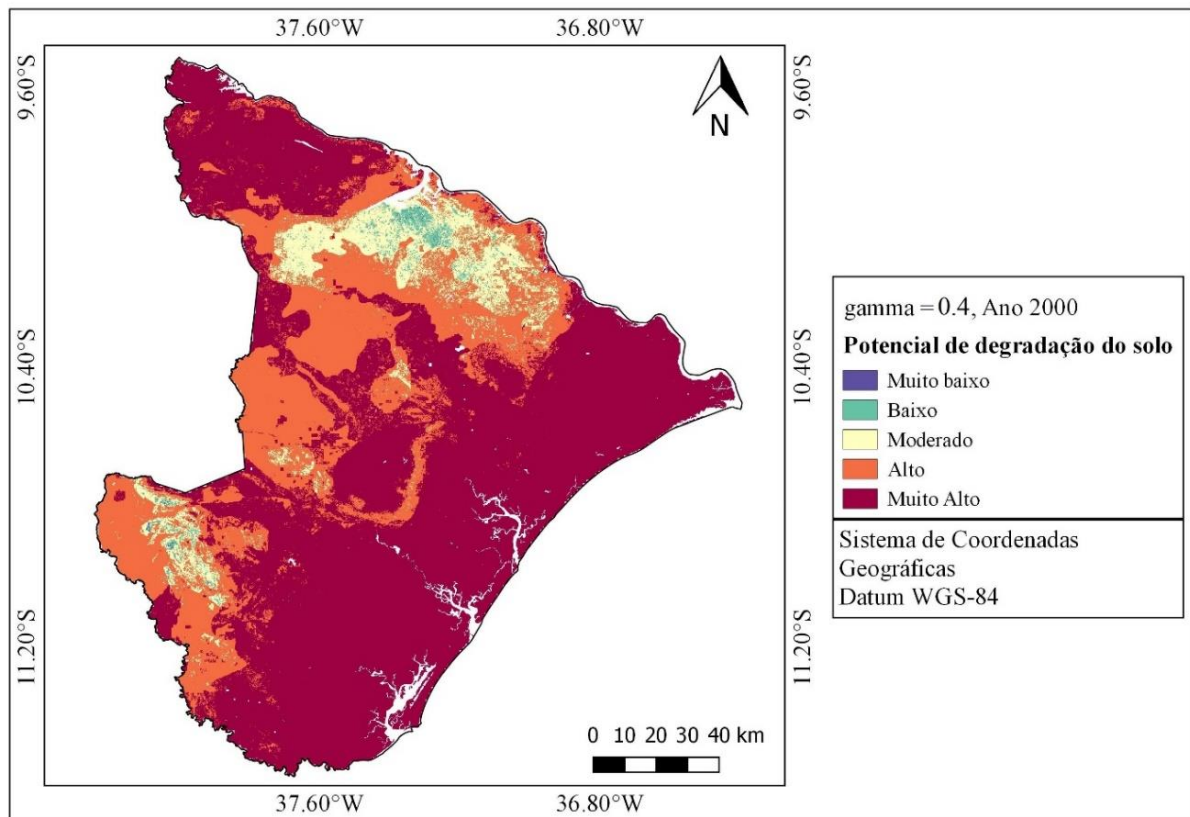 37.60°W 36.80°W
9.60°S 9.60°S
N
10.40°S 10.40°S
gamma = 0.4, Ano 2000
Potencial de degradação do solo
Muito baixo
Baixo
Moderado
Alto
Muito Alto
Sistema de Coordenadas
Geográficas
Datum WGS-84
11.20°S 11.20°S
0 10 20 30 40 km
37.60°W 36.80°W